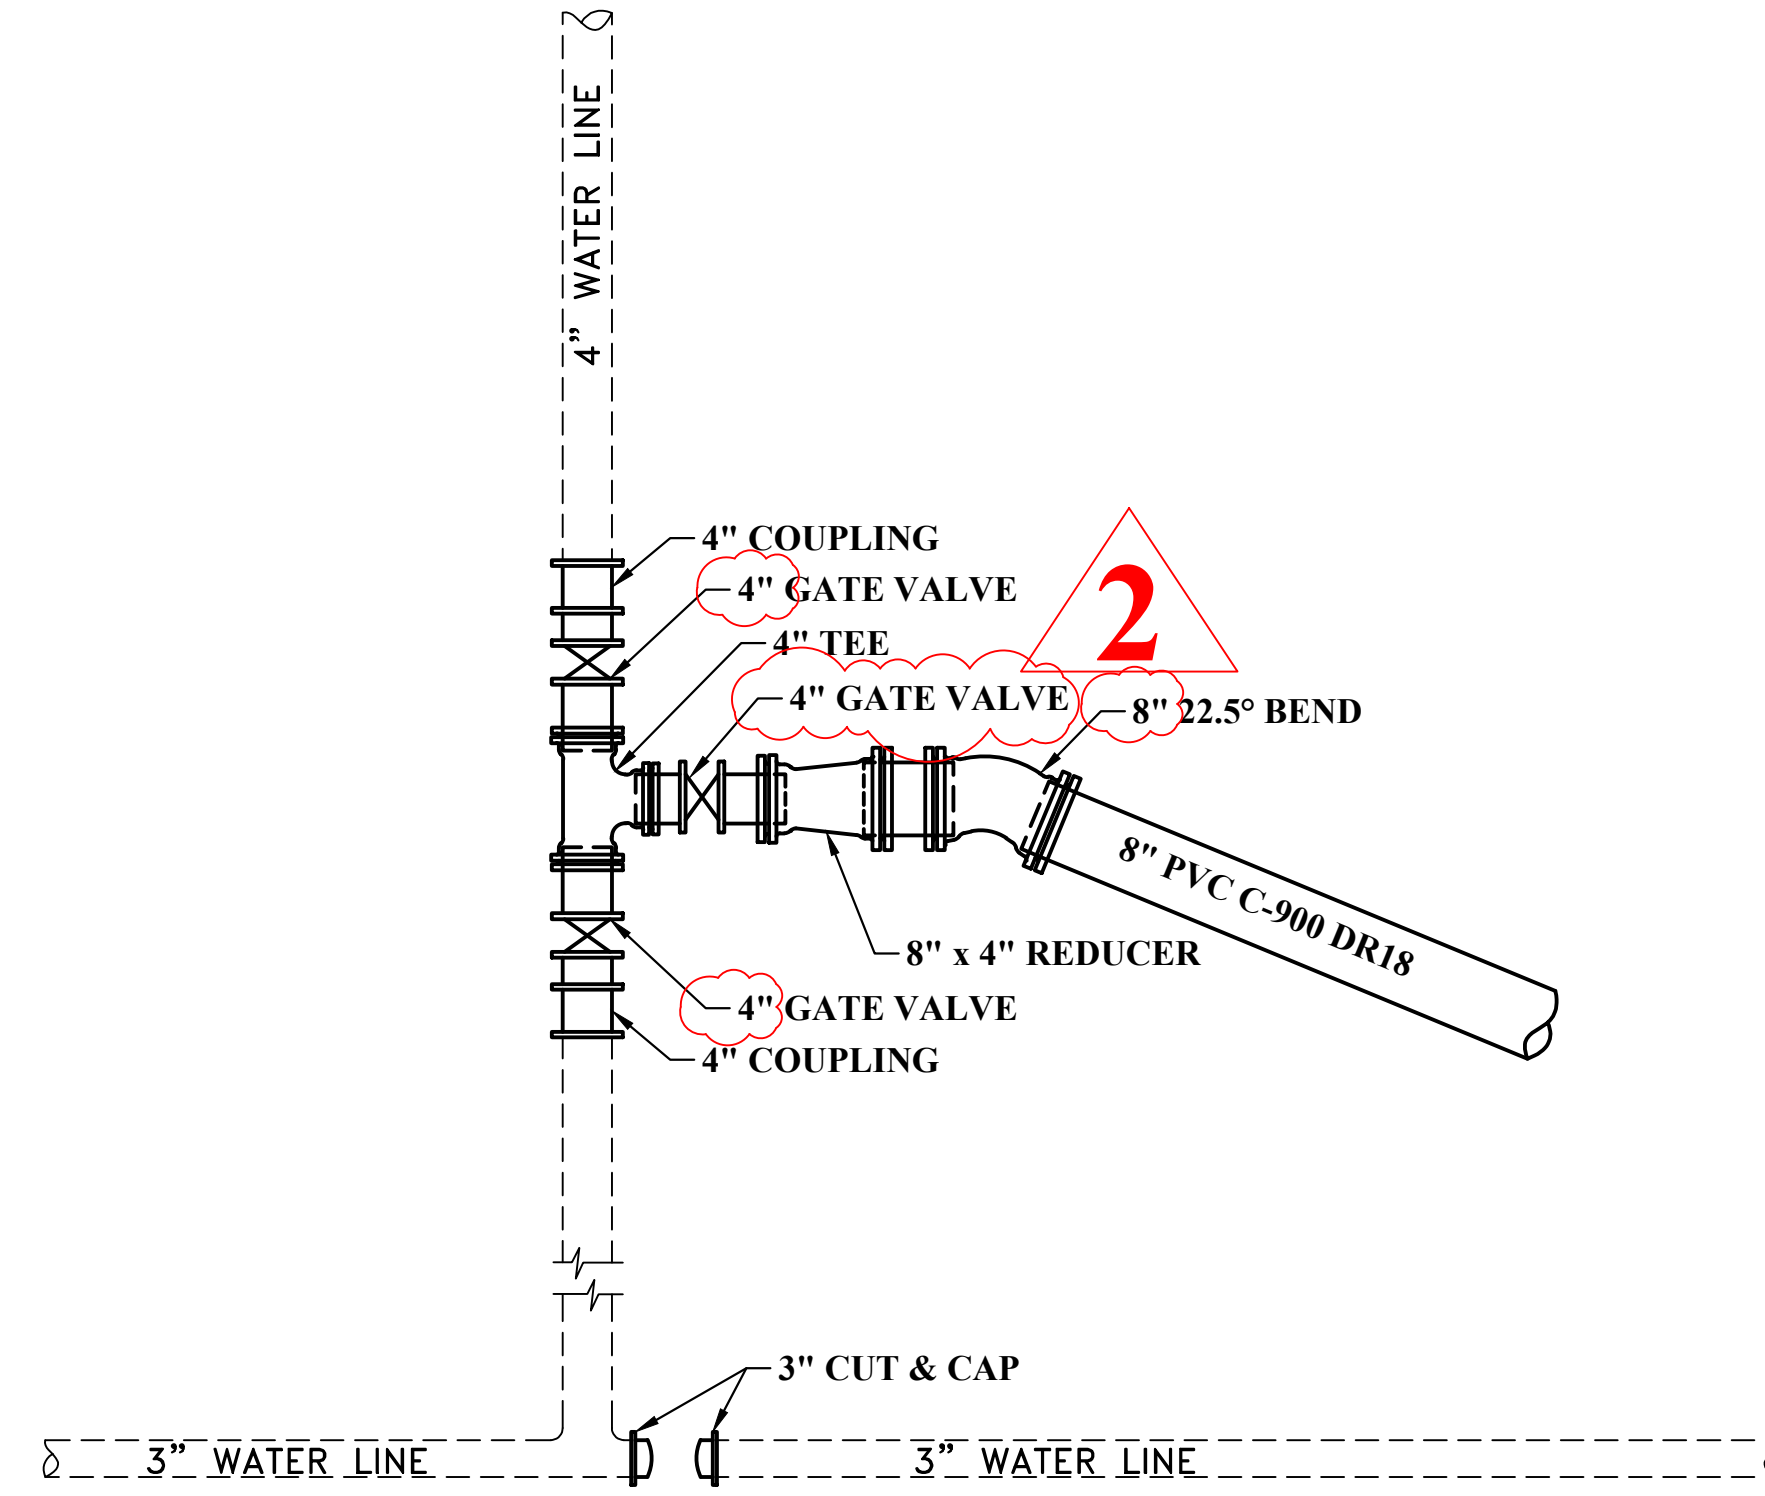 4” WATER LINE
4" COUPLING
4" GATE VALVE
4" TEE
2
4" GATE VALVE
8" 22.5° BEND
8" PVC C-900 DR18
8" x 4" REDUCER
4" GATE VALVE
4" COUPLING
3" CUT & CAP
3” WATER LINE
3” WATER LINE